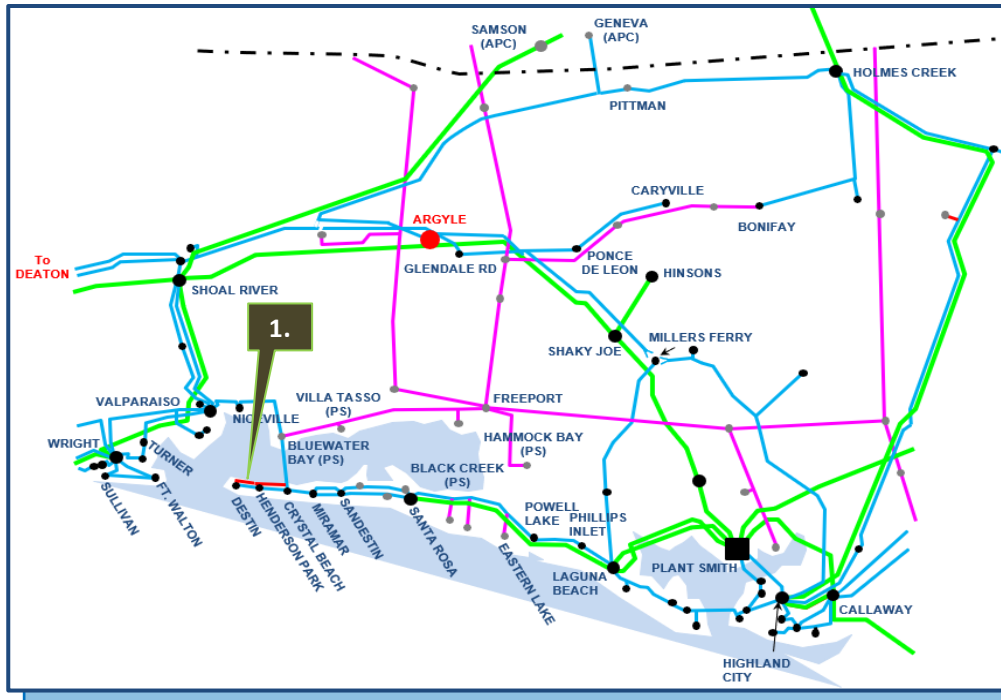 SAMSON
(APC)
GENEVA
(APC)
HOLMES CREEK
PITTMAN
CARYVILLE
BONIFAY
ARGYLE
To
DEATON
GLENDALE RD
PONCE
DE LEON
HINSONS
SHOAL RIVER
1.
MILLERS FERRY
SHAKY JOE
VALPARAISO
NICEVILLE
VILLA TASSO
(PS)
FREEPORT
WRIGHT
TURNER
BLUEWATER
BAY (PS)
HAMMOCK BAY
(PS)
BLACK CREEK
(PS)
SULLIVAN
FT. WALTON
DESTIN
HENDERSON PARK
CRYSTAL BEACH
MIRAMAR
SANDESTIN
SANTA ROSA
EASTERN LAKE
POWELL
LAKE
PHILLIPS
INLET
LAGUNA
BEACH
PLANT SMITH
CALLAWAY
HIGHLAND
CITY